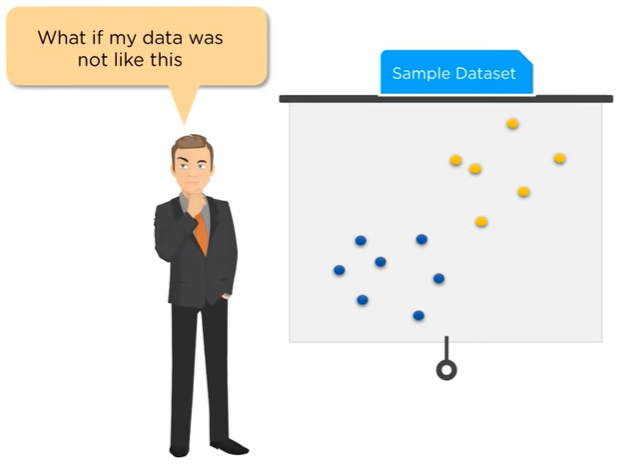 What if my data was
not like this
Sample Dataset